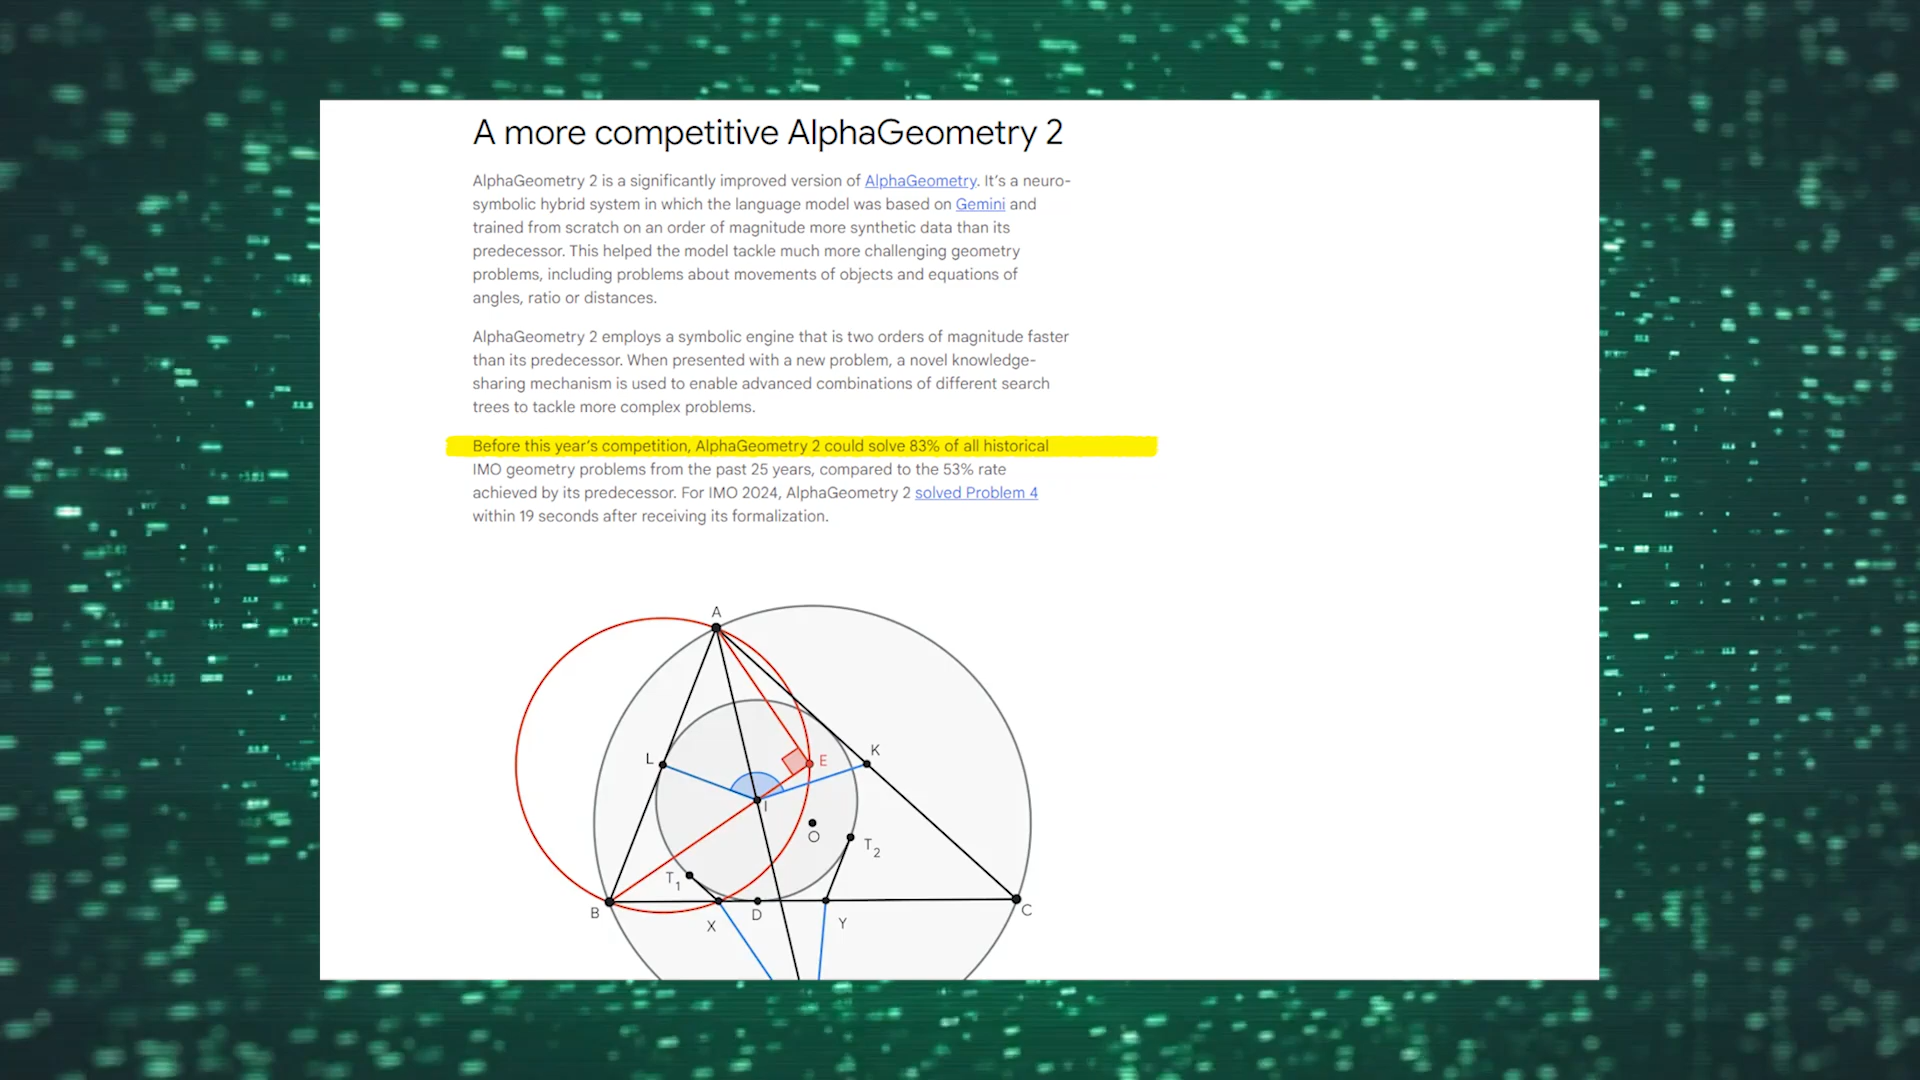 A more competitive AlphaGeometry 2
AlphaGeometry 2 is a significantly improved version of AlphaGeometry. It's a neuro-
symbolic hybrid system in which the language model was based on Gemini and
trained from scratch on an order of magnitude more synthetic data than its
predecessor. This helped the model tackle much more challenging geometry
problems, including problems about movements of objects and equations of
angles, ratio or distances.
AlphaGeometry 2 employs a symbolic engine that is two orders of magnitude faster
than its predecessor. When presented with a new problem, a novel knowledge-
sharing mechanism is used to enable advanced combinations of different search
trees to tackle more complex problems.
Before this year's competition, AlphaGeometry 2 could solve 83% of all historical
IMO geometry problems from the past 25 years, compared to the 53% rate
achieved by its predecessor. For IMO 2024, AlphaGeometry 2 solved Problem 4
within 19 seconds after receiving its formalization.
A
L
E
K
I
O
T2
T1
B
X
D
Y
C